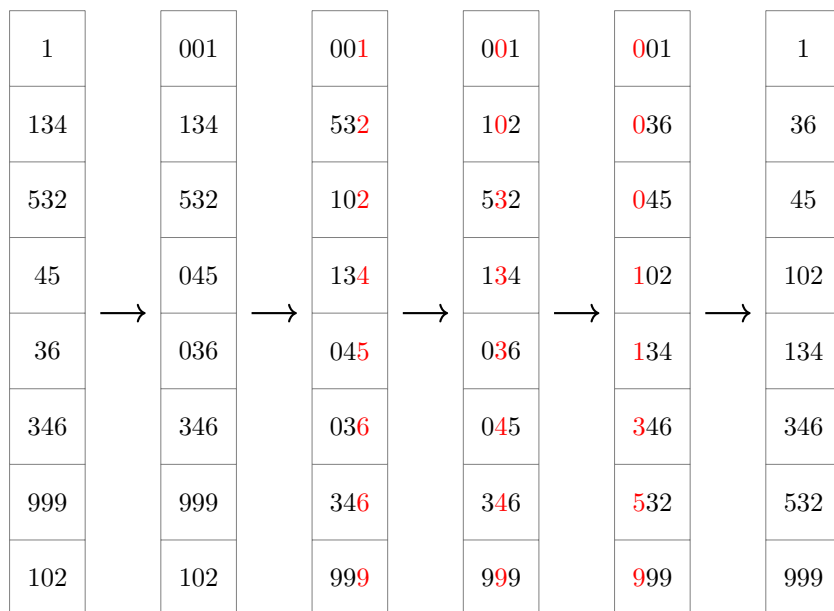 1 001 001 001 001 1
134 134 532 102 036 36
532 532 102 532 045 45
45 045 134 134 102 102
36 036 045 036 134 134
346 346 036 045 346 346
999 999 346 346 532 532
102 102 999 999 999 999